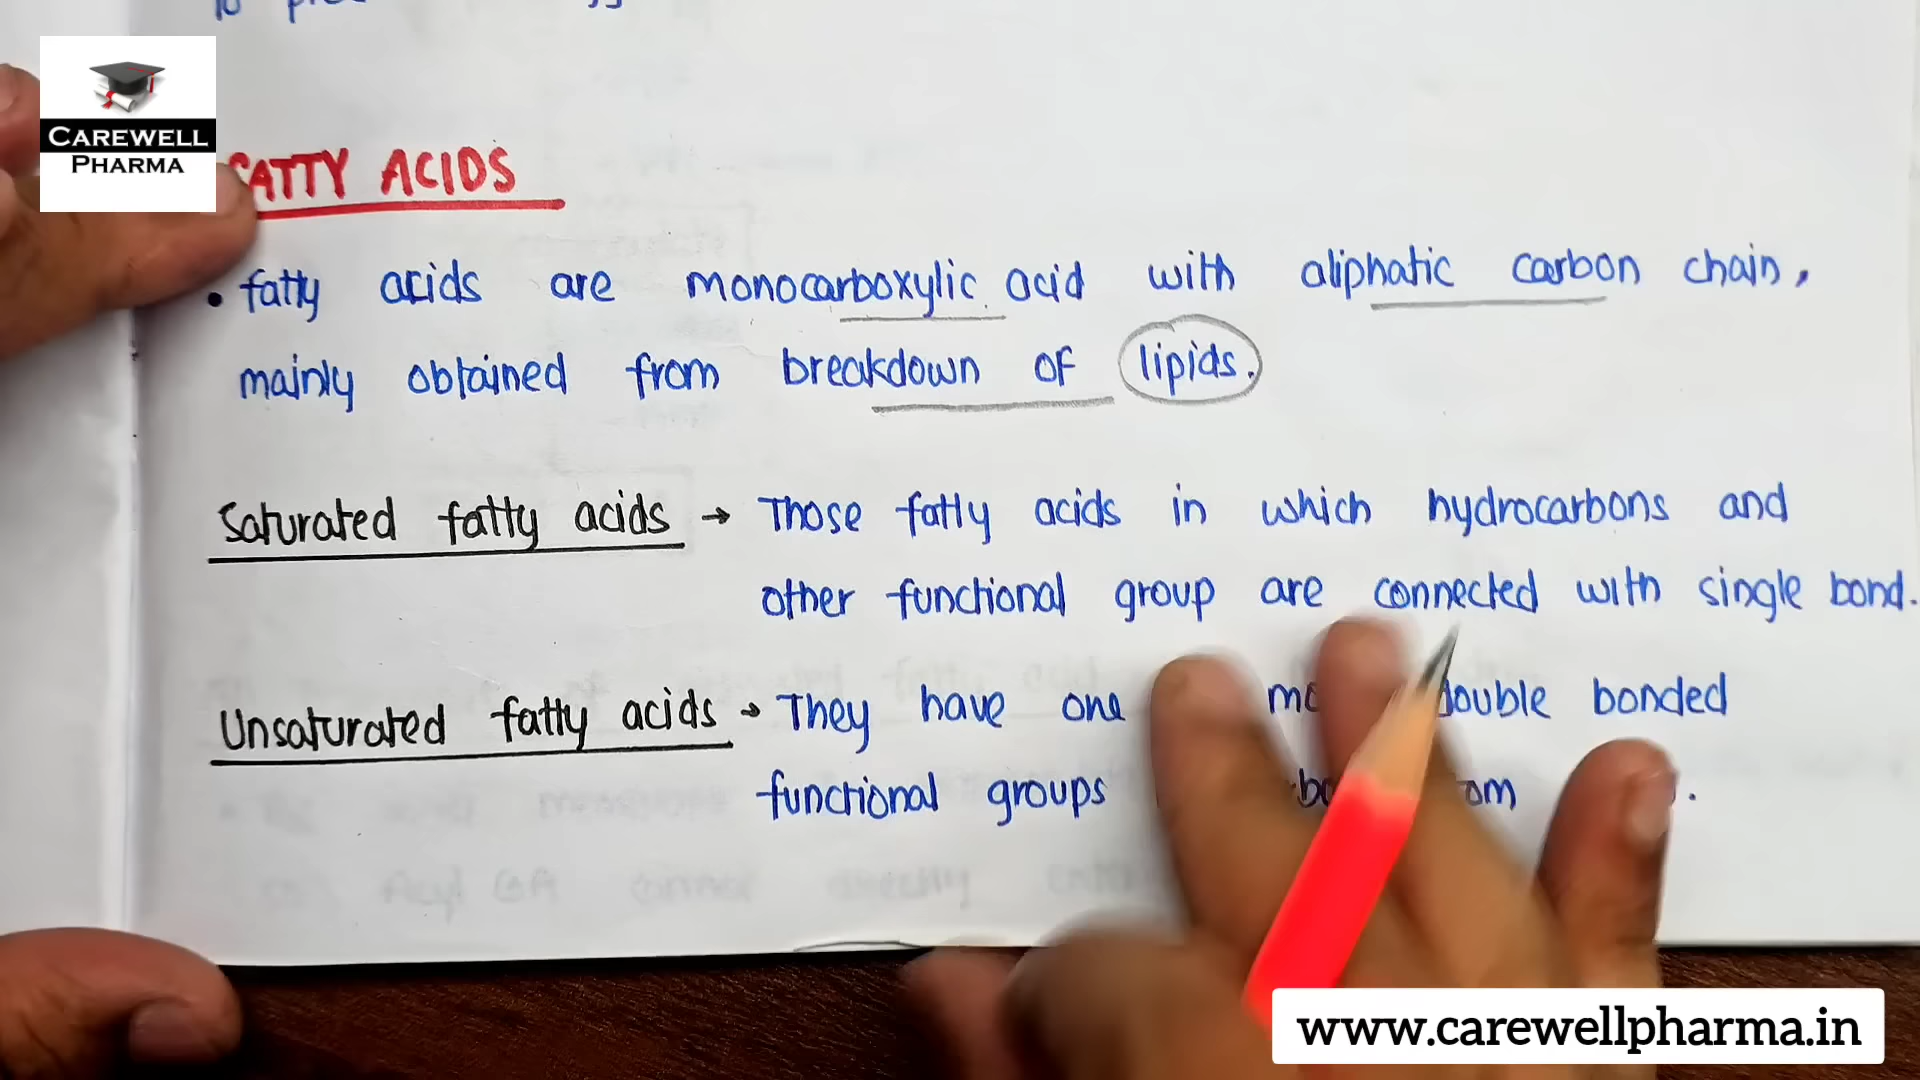 CAREWELL
PHARMA
FATTY ACIDS
• fatty acids are monocarboxylic acid with aliphatic carbon chain,
mainly obtained from breakdown of lipids.
Saturated fatty acids → Those fatty acids in which hydrocarbons and
other functional group are connected with single bond.
Unsaturated fatty acids → They have one double bonded
functional groups
www.carewellpharma.in